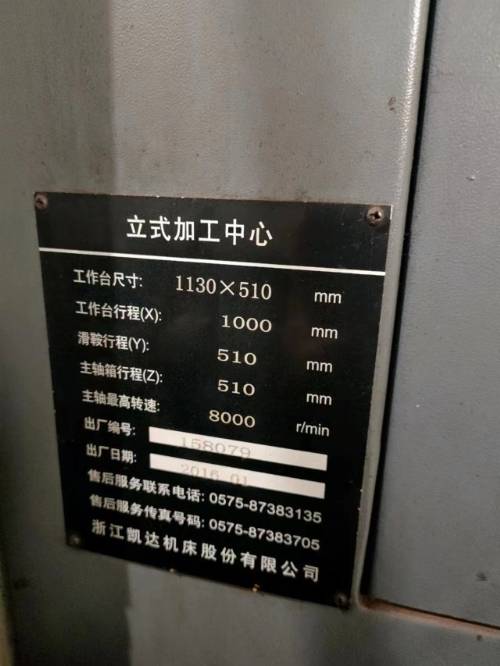 立式加工中心
工作台尺寸: 1130×510 mm
工作台行程(X): 1000 mm
滑鞍行程(Y): 510 mm
主轴箱行程(Z): 510 mm
主轴最高转速: 8000 r/min
出厂编号: 158079
出厂日期: 2016.01
售后服务联系电话: 0575-87383135
售后服务传真号码: 0575-87383705
浙江凯达机床股份有限公司